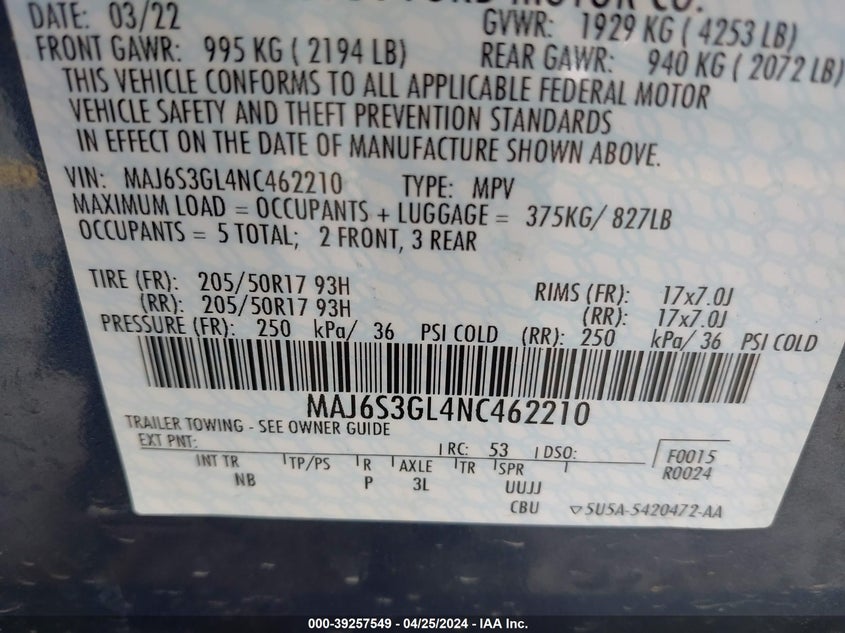 FORD MOTOR CO.
DATE: 03/22 GVWR: 1929 KG ( 4253 LB)
FRONT GAWR: 995 KG ( 2194 LB) REAR GAWR: 940 KG ( 2072 LB)
THIS VEHICLE CONFORMS TO ALL APPLICABLE FEDERAL MOTOR
VEHICLE SAFETY AND THEFT PREVENTION STANDARDS
IN EFFECT ON THE DATE OF MANUFACTURE SHOWN ABOVE.
VIN: MAJ6S3GL4NC462210 TYPE: MPV
MAXIMUM LOAD = OCCUPANTS + LUGGAGE = 375KG/ 827LB
OCCUPANTS = 5 TOTAL; 2 FRONT, 3 REAR
TIRE (FR): 205/50R17 93H RIMS (FR): 17x7.0J
(RR): 205/50R17 93H (RR): 17x7.0J
PRESSURE (FR): 250 kPa/ 36 PSI COLD (RR): 250 kPa/ 36 PSI COLD
MAJ6S3GL4NC462210
TRAILER TOWING - SEE OWNER GUIDE
EXT PNT: RC: 53 DSO: F0015
INT TR TP/PS R AXLE TR SPR R0024
NB P 3L UUJJ
CBU 5U5A-5420472-AA
000-39257549 - 04/25/2024 - IAA Inc.